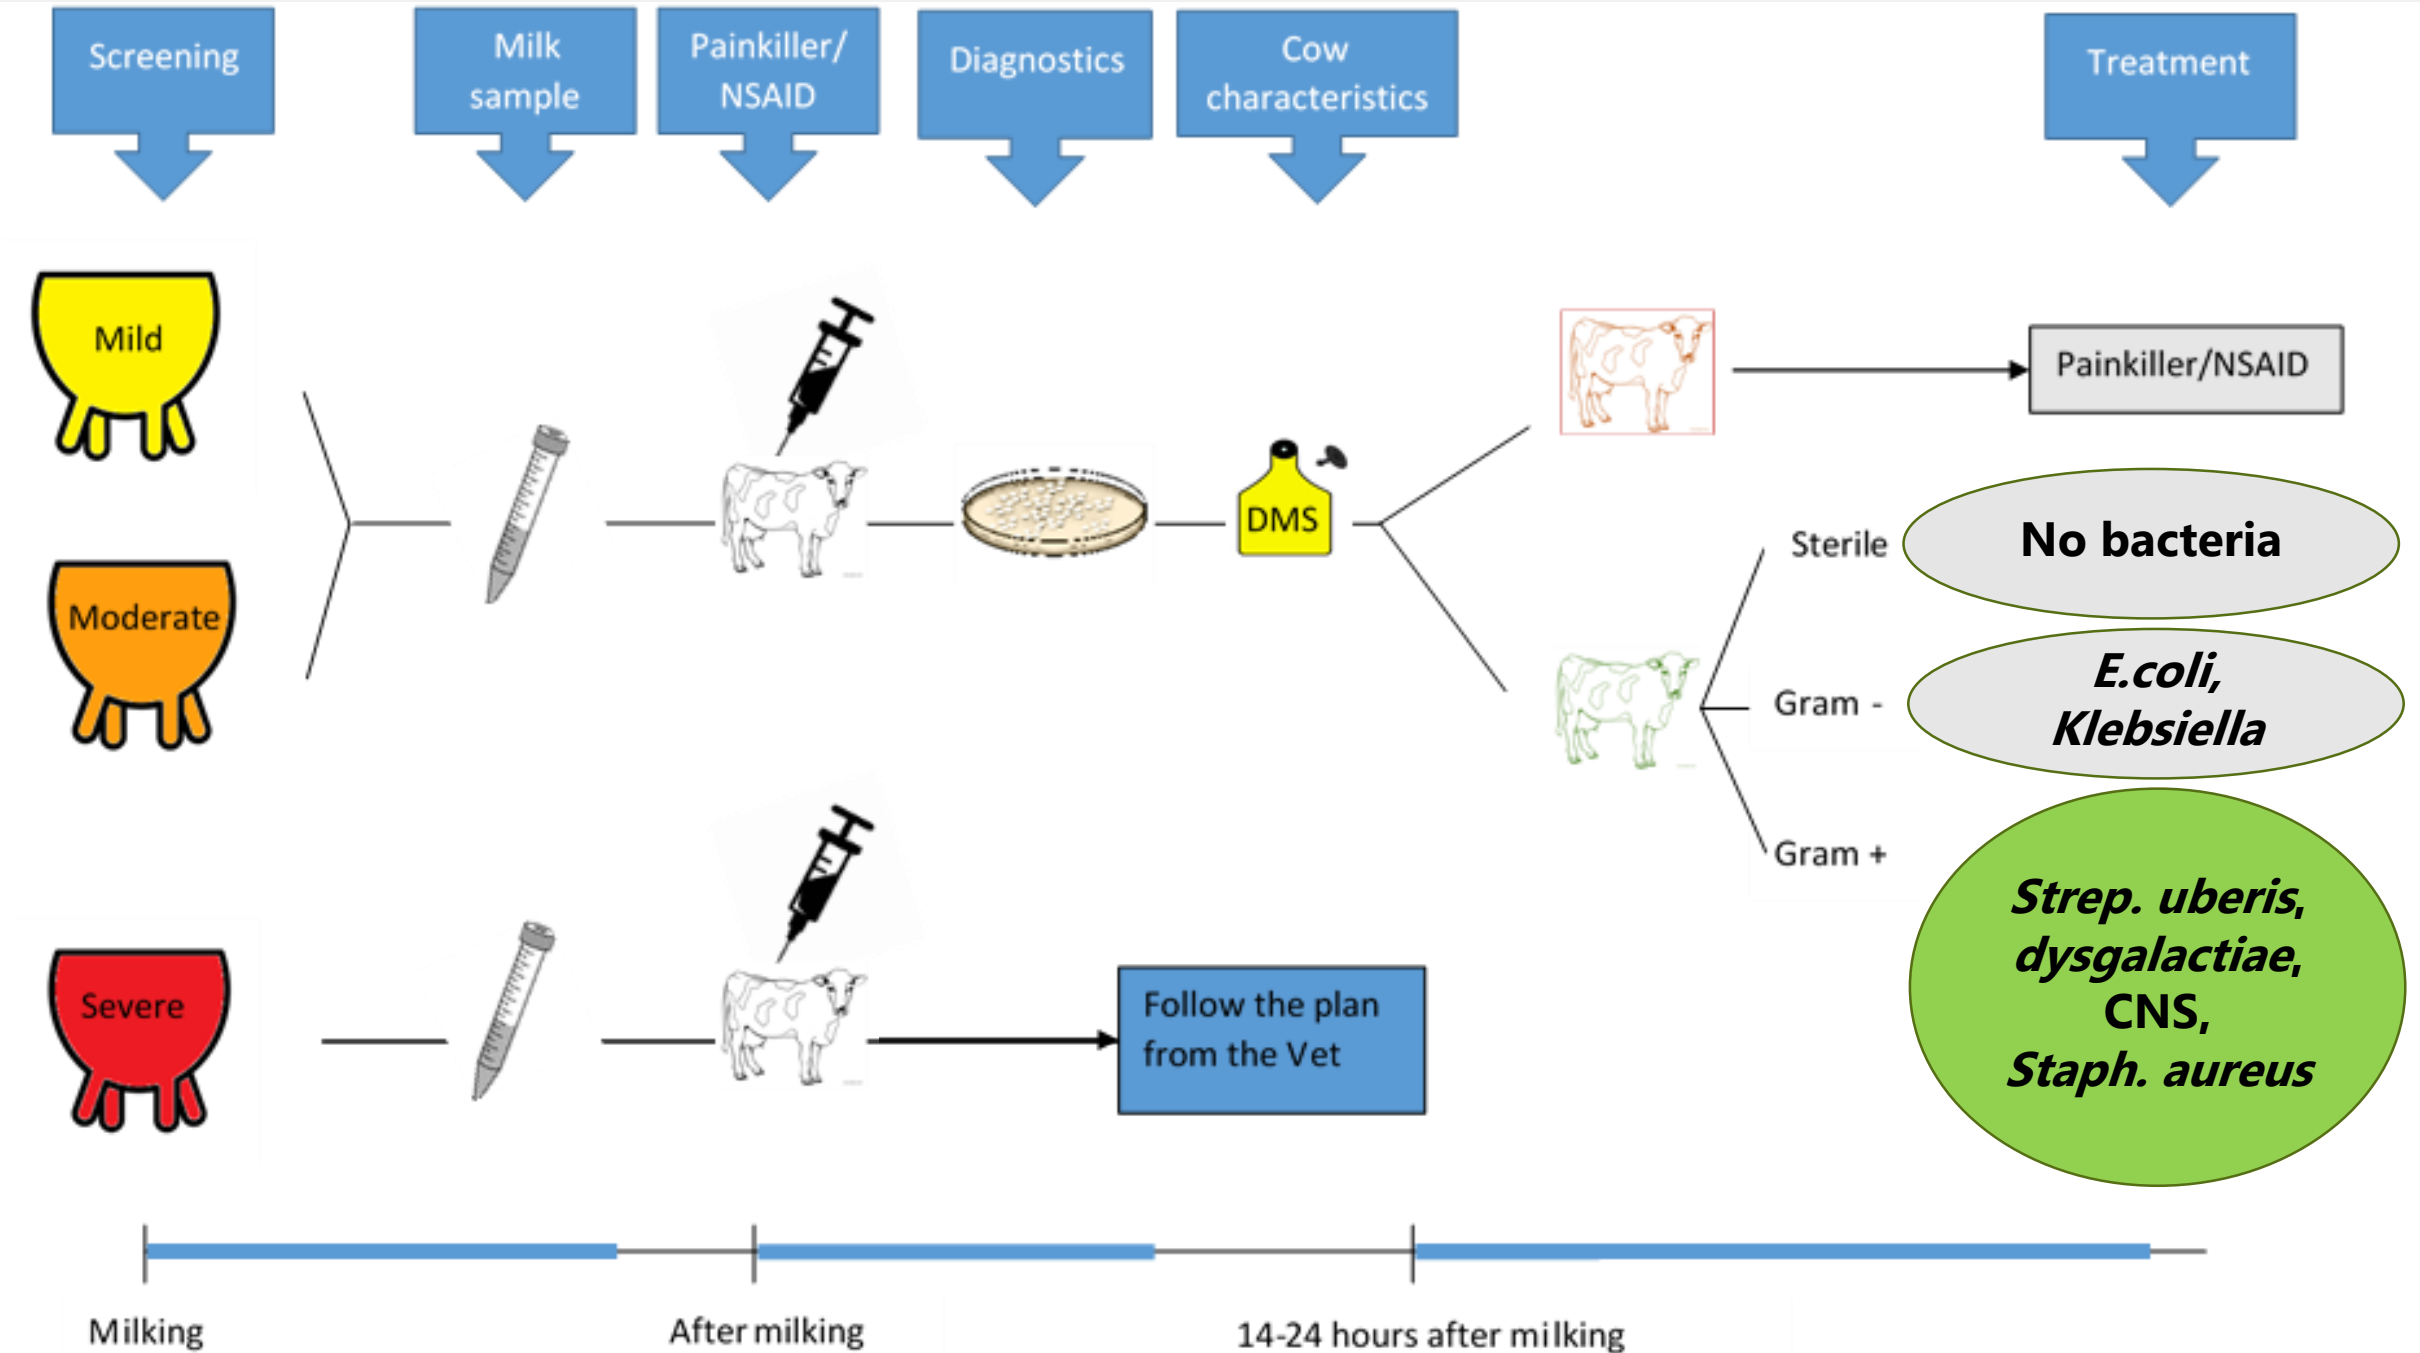 Screening
Milk
sample
Painkiller/
NSAID
Diagnostics
Cow
characteristics
Treatment
Mild
Moderate
Severe
DMS
Painkiller/NSAID
Sterile
No bacteria
Gram -
E.coli,
Klebsiella
Gram +
Strep. uberis,
dysgalactiae,
CNS,
Staph. aureus
Follow the plan
from the Vet
Milking
After milking
14-24 hours after milking